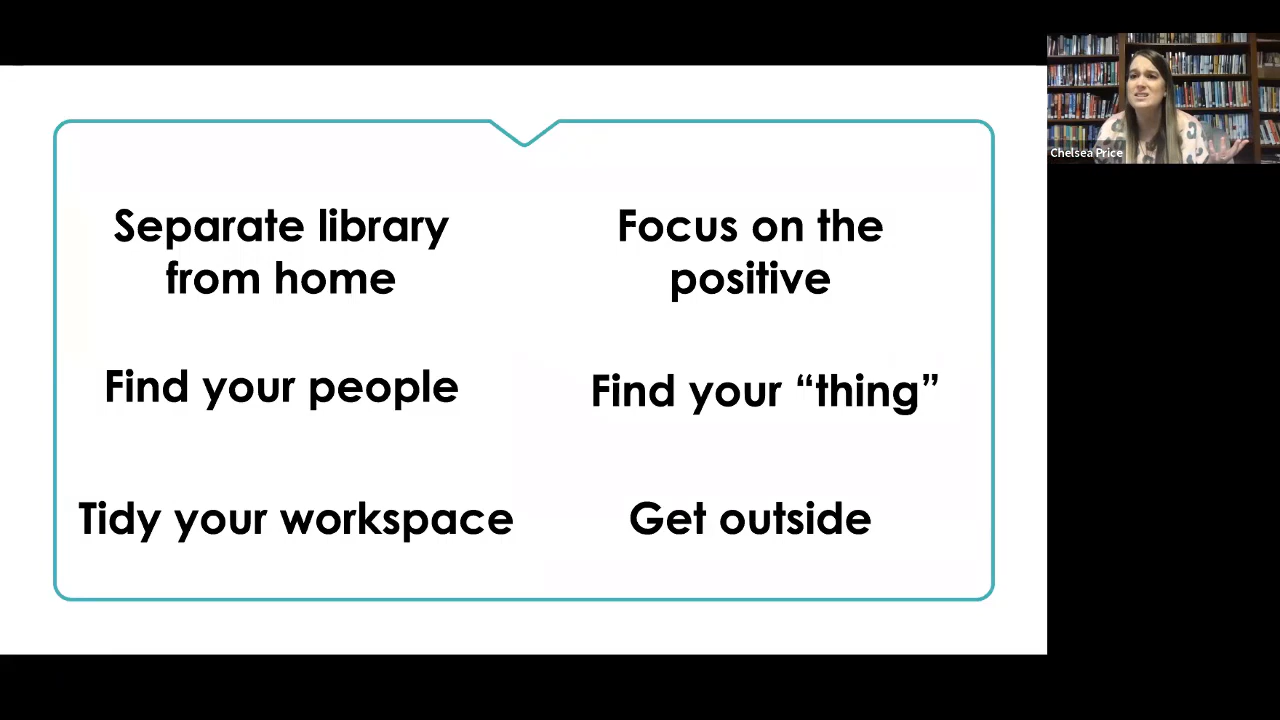 Separate library
from home
Focus on the
positive
Find your people
Find your “thing”
Tidy your workspace
Get outside
Chelsea Price